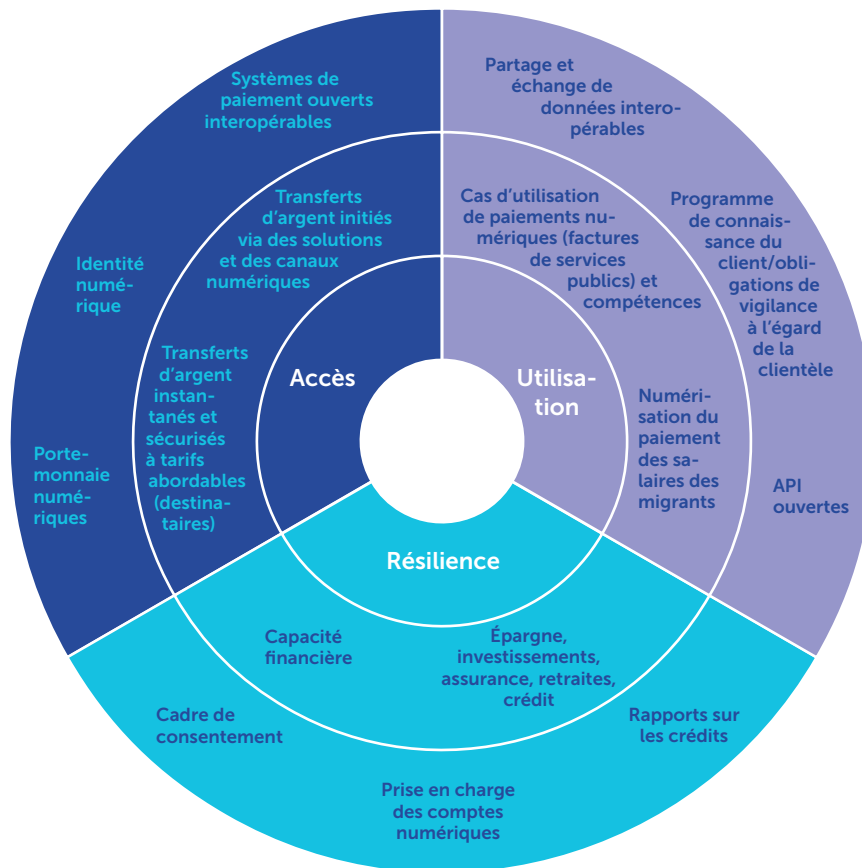 Systèmes de
paiement ouverts
interopérables
Identité
numé-
rique
Porte-
monnaie
numé-
riques
Transferts
d'argent initiés
via des solutions
et des canaux
numériques
Transferts
d'argent
instan-
tanés et
sécurisés
à tarifs
abordables
(destina-
taires)
Accès
Partage et
échange de
données intero-
pérables
Programme
de connais-
sance du
client/obli-
gations de
vigilance
à l'égard
de la
clientèle
API
ouvertes
Cas d'utilisation
de paiements nu-
mériques (factures
de services
publics) et
compétences
Numéri-
sation du
paiement
des sa-
laires des
migrants
Utilisa-
tion
Résilience
Capacité
financière
Épargne,
investissements,
assurance, retraites,
crédit
Cadre de
consentement
Prise en charge
des comptes
numériques
Rapports sur
les crédits